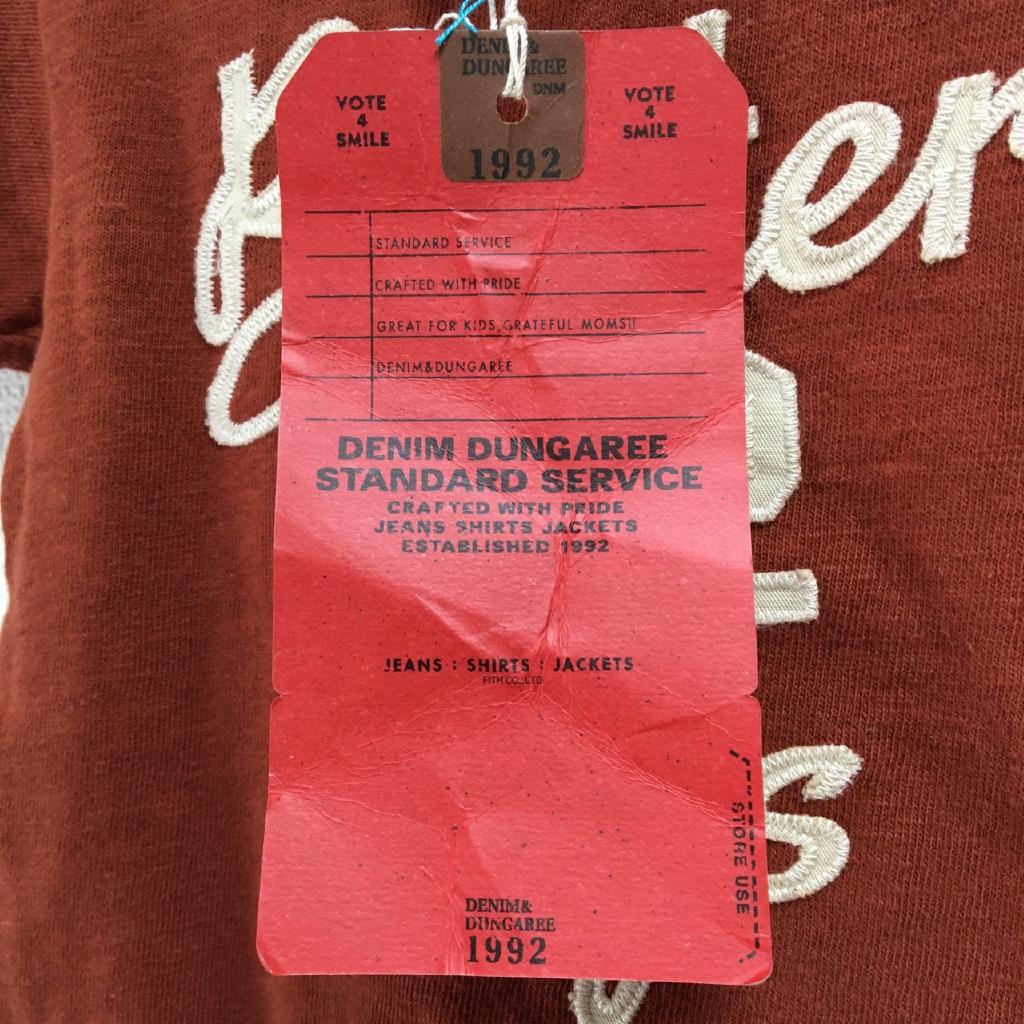 DENIM &
DUNGAREE
DNM
1992
VOTE
4
SMILE
VOTE
4
SMILE
STANDARD SERVICE
CRAFTED WITH PRIDE
GREAT FOR KIDS, GRATEFUL MOMS!!
DENIM&DUNGAREE
DENIM DUNGAREE
STANDARD SERVICE
CRAFTED WITH PRIDE
JEANS SHIRTS JACKETS
ESTABLISHED 1992
JEANS : SHIRTS : JACKETS
FITH CO.,LTD
STORE USE
DENIM&
DUNGAREE
1992